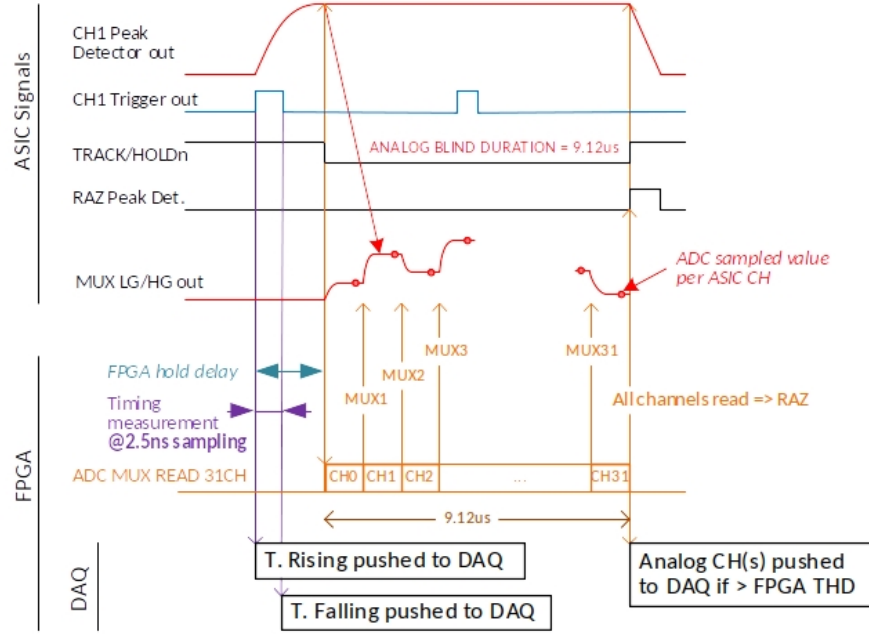 ASIC Signals
CH1 Peak
Detector out
CH1 Trigger out
TRACK/HOLDn
ANALOG BLIND DURATION = 9.12us
RAZ Peak Det.
MUX LG/HG out
ADC sampled value
per ASIC CH
FPGA
FPGA hold delay
MUX1
MUX2
MUX3
MUX31
Timing
measurement
@2.5ns sampling
All channels read => RAZ
ADC MUX READ 31CH
CH0
CH1
CH2
...
CH31
9.12us
DAQ
T. Rising pushed to DAQ
T. Falling pushed to DAQ
Analog CH(s) pushed
to DAQ if > FPGA THD